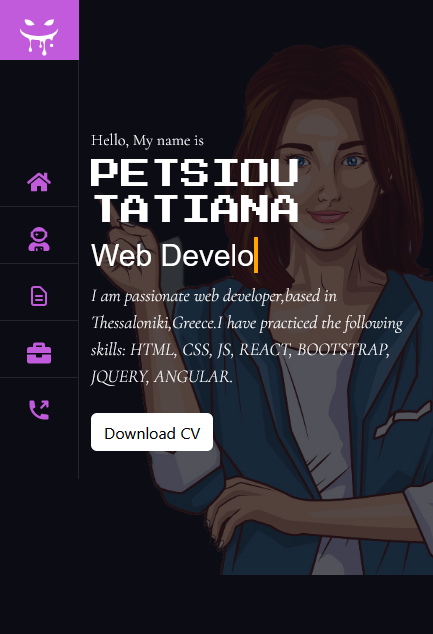 Hello, My name is
PETSIOU
TATIANA
Web Develo
I am passionate web developer,based in
Thessaloniki,Greece.I have practiced the following
skills: HTML, CSS, JS, REACT, BOOTSTRAP,
JQUERY, ANGULAR.
Download CV